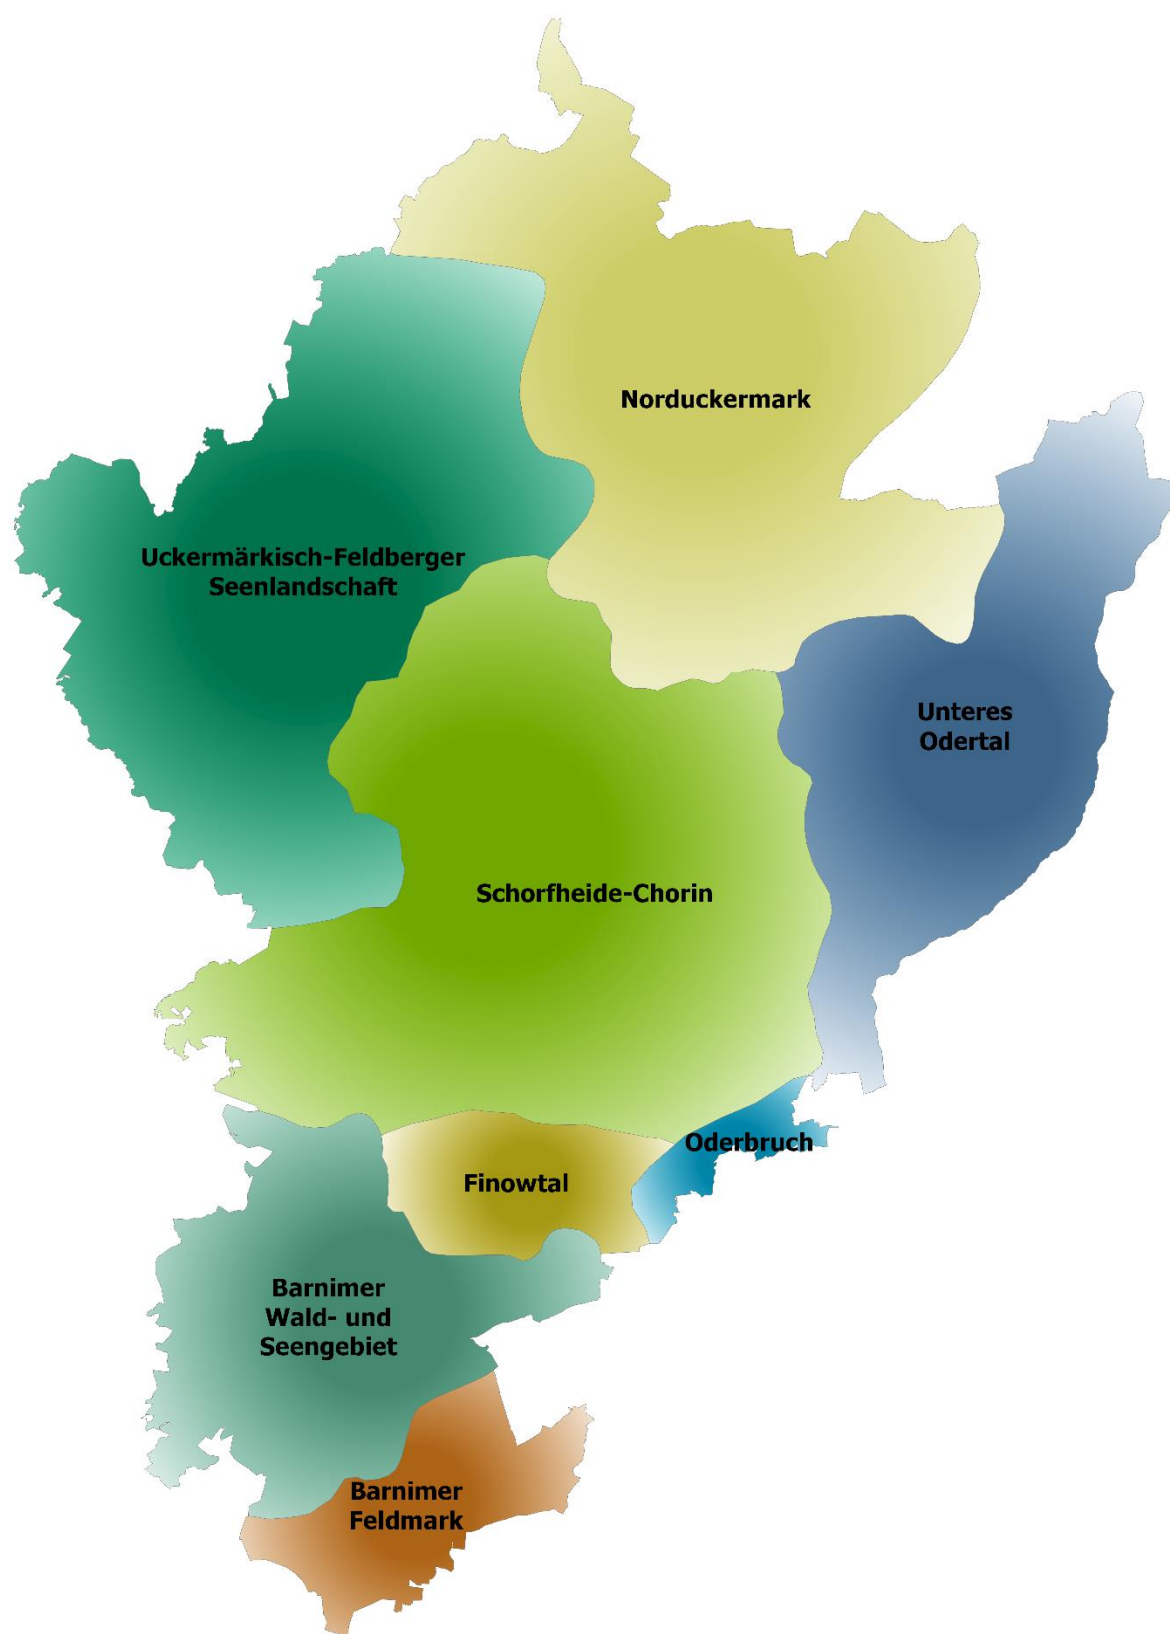 Norduckermark
Uckermärkisch-Feldberger
Seenlandschaft
Unteres
Odertal
Schorfheide-Chorin
Oderbruch
Finowtal
Barnimer
Wald- und
Seengebiet
Barnimer
Feldmark